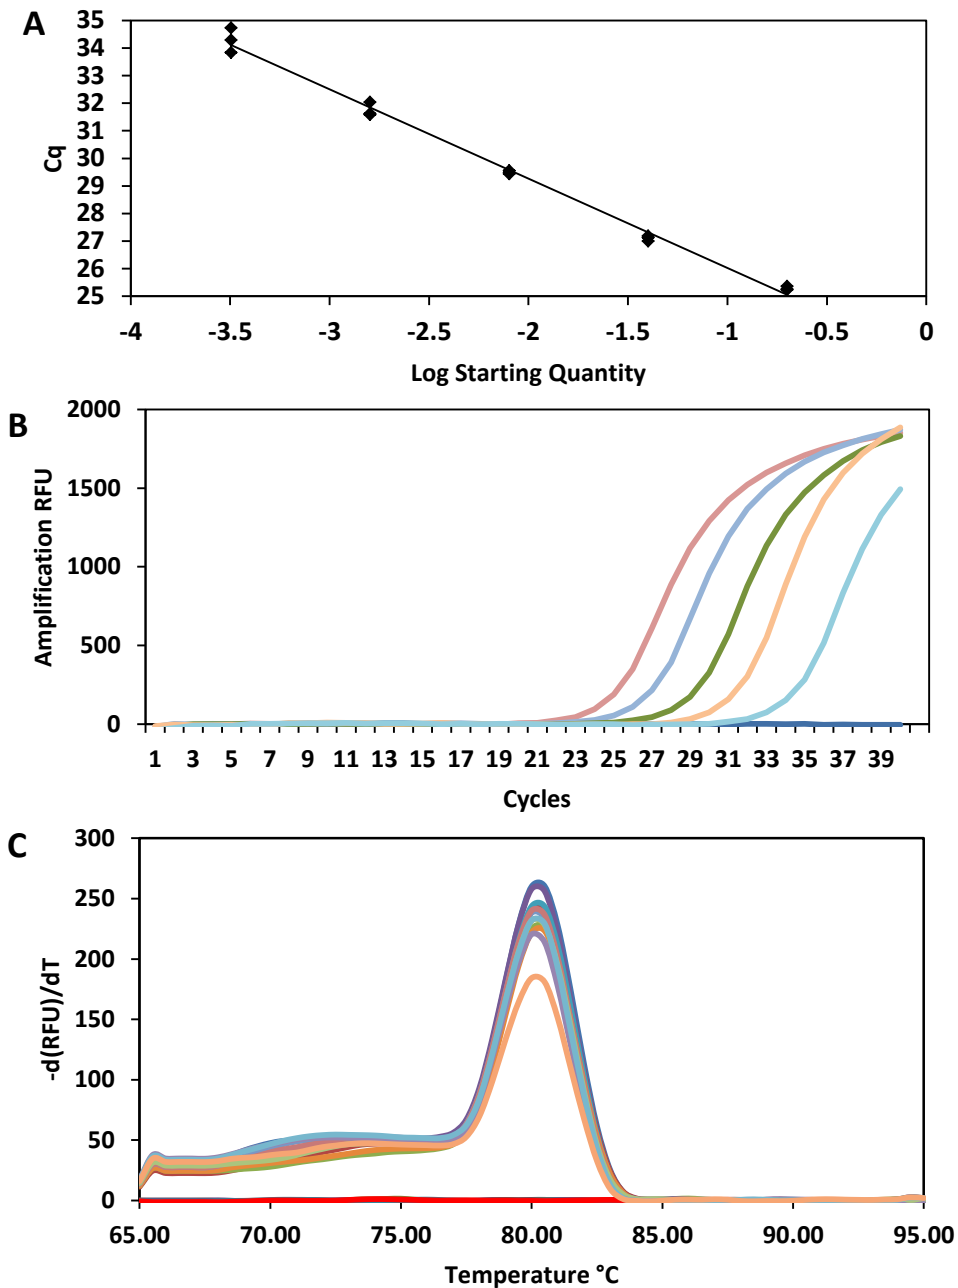 A
35
34
33
32
31
30
29
28
27
26
25
Cq
-4 -3.5 -3 -2.5 -2 -1.5 -1 -0.5 0
Log Starting Quantity
B
2000
1500
1000
500
0
Amplification RFU
1 3 5 7 9 11 13 15 17 19 21 23 25 27 29 31 33 35 37 39
Cycles
C
300
250
200
150
100
50
0
-d(RFU)/dT
65.00 70.00 75.00 80.00 85.00 90.00 95.00
Temperature °C